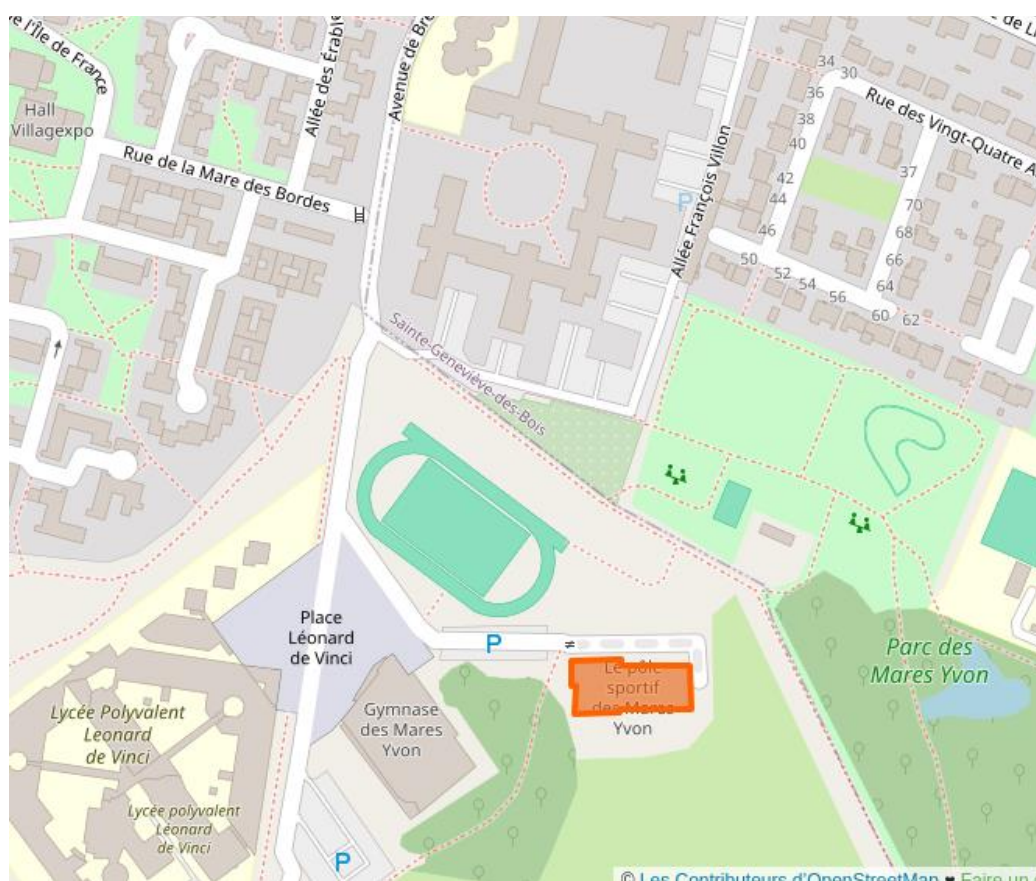 e l'Île de France
Hall
Villagexpo
Rue de la Mare des Bordes
Allée des Érable
Avenue de Bre
Allée François Villon
P
e de L
34
30
36
38
40
42
44
46
Rue des Vingt-Quatre A
37
70
68
66
64
62
50
52
54
56
60
Sainte-Geneviève-des-Bois
Place
Léonard
de Vinci
P
Le pôle
sportif
des Mares
Yvon
Parc des
Mares Yvon
Gymnase
des Mares
Yvon
Lycée Polyvalent
Leonard
de Vinci
Lycée polyvalent
Léonard
de Vinci
P
© Les Contributeurs d'OpenStreetMap ♥ Faire un